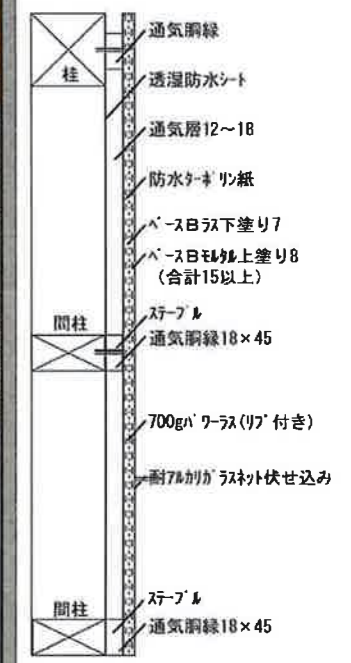 通気胴縁
柱
透湿防水シート
通気層12～18
防水ターポリン紙
ベースBラス下塗り7
ベースBモルタル上塗り8
(合計15以上)
ステープル
間柱
通気胴縁18×45
700gパワーラス(リブ付き)
耐アルカリガラスネット伏せ込み
ステープル
間柱
通気胴縁18×45